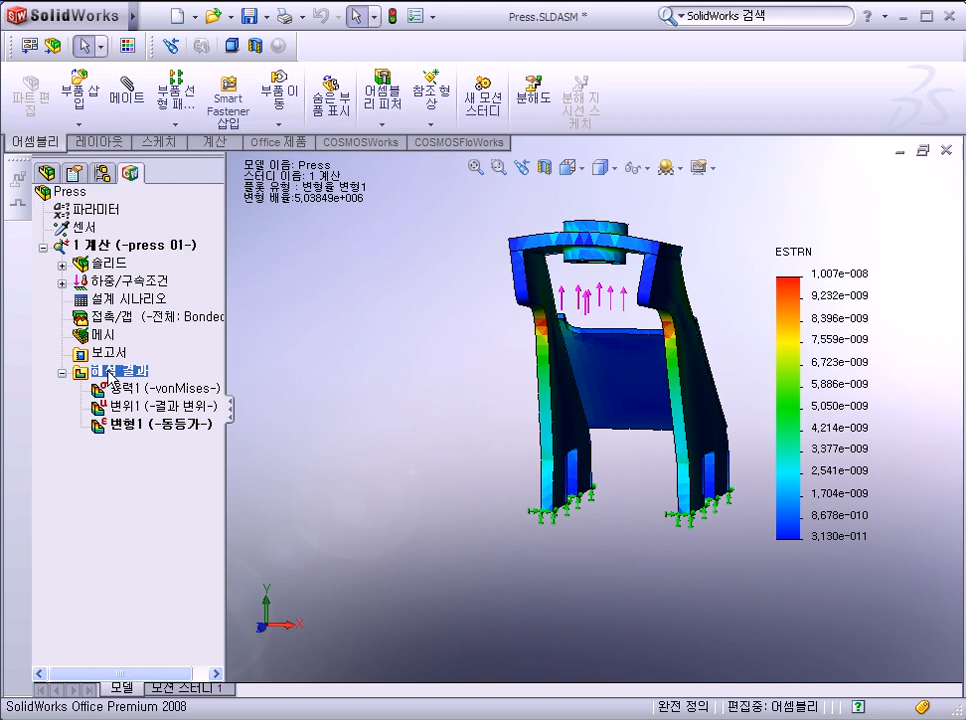 SolidWorks
Press.SLDASM *
SolidWorks 검색
파트 편집
부품 삽입
메이트
부품 선형 패...
Smart Fastener 삽입
부품 이동
숨은 부품 표시
어셈블리 피처
참조 형상
새 모션 스터디
분해도
분해 지시선 스케치
어셈블리
레이아웃
스케치
계산
Office 제품
COSMOSWorks
COSMOSFloWorks
Press
파라미터
센서
1 계산 (-press 01-)
솔리드
하중/구속조건
설계 시나리오
접촉/갭 (-전체: Bonded
메시
보고서
결과
응력1 (-vonMises-)
변위1 (-결과 변위-)
변형1 (-동등가-)
모델 이름: Press
스터디 이름: 1 계산
플롯 유형 : 변형율 변형1
변형 배율:5,03849e+006
ESTRN
1,007e-008
9,232e-009
8,396e-009
7,559e-009
6,723e-009
5,886e-009
5,050e-009
4,214e-009
3,377e-009
2,541e-009
1,704e-009
8,678e-010
3,130e-011
Y
X
모델
모션 스터디 1
SolidWorks Office Premium 2008
완전 정의
편집중: 어셈블리